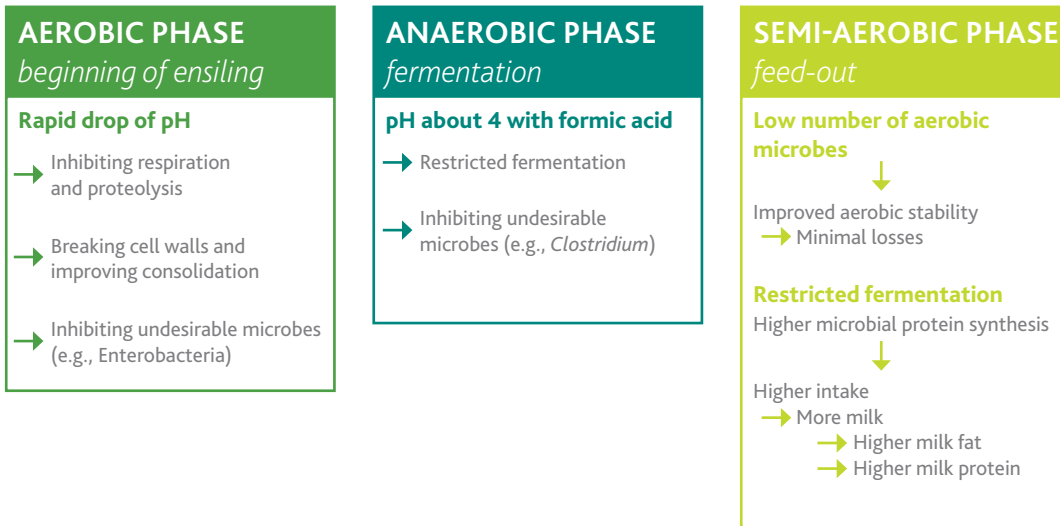 AEROBIC PHASE
beginning of ensiling
Rapid drop of pH
→ Inhibiting respiration
and proteolysis
→ Breaking cell walls and
improving consolidation
→ Inhibiting undesirable microbes
(e.g., Enterobacteria)
ANAEROBIC PHASE
fermentation
pH about 4 with formic acid
→ Restricted fermentation
→ Inhibiting undesirable
microbes (e.g., Clostridium)
SEMI-AEROBIC PHASE
feed-out
Low number of aerobic
microbes
↓
Improved aerobic stability
→ Minimal losses
Restricted fermentation
Higher microbial protein synthesis
↓
Higher intake
→ More milk
→ Higher milk fat
→ Higher milk protein